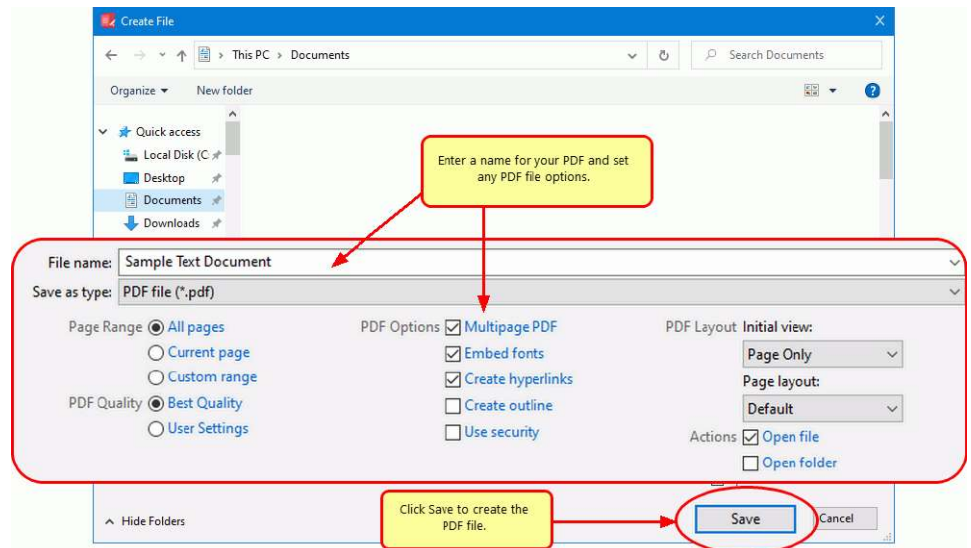 Create File
This PC > Documents
Search Documents
Organize
New folder
Quick access
Local Disk (C
Desktop
Documents
Downloads
Enter a name for your PDF and set
any PDF file options.
File name: Sample Text Document
Save as type: PDF file (*.pdf)
Page Range All pages
Current page
Custom range
PDF Quality Best Quality
User Settings
PDF Options Multipage PDF
Embed fonts
Create hyperlinks
Create outline
Use security
PDF Layout Initial view:
Page Only
Page layout:
Default
Actions Open file
Open folder
Hide Folders
Click Save to create the
PDF file.
Save
Cancel